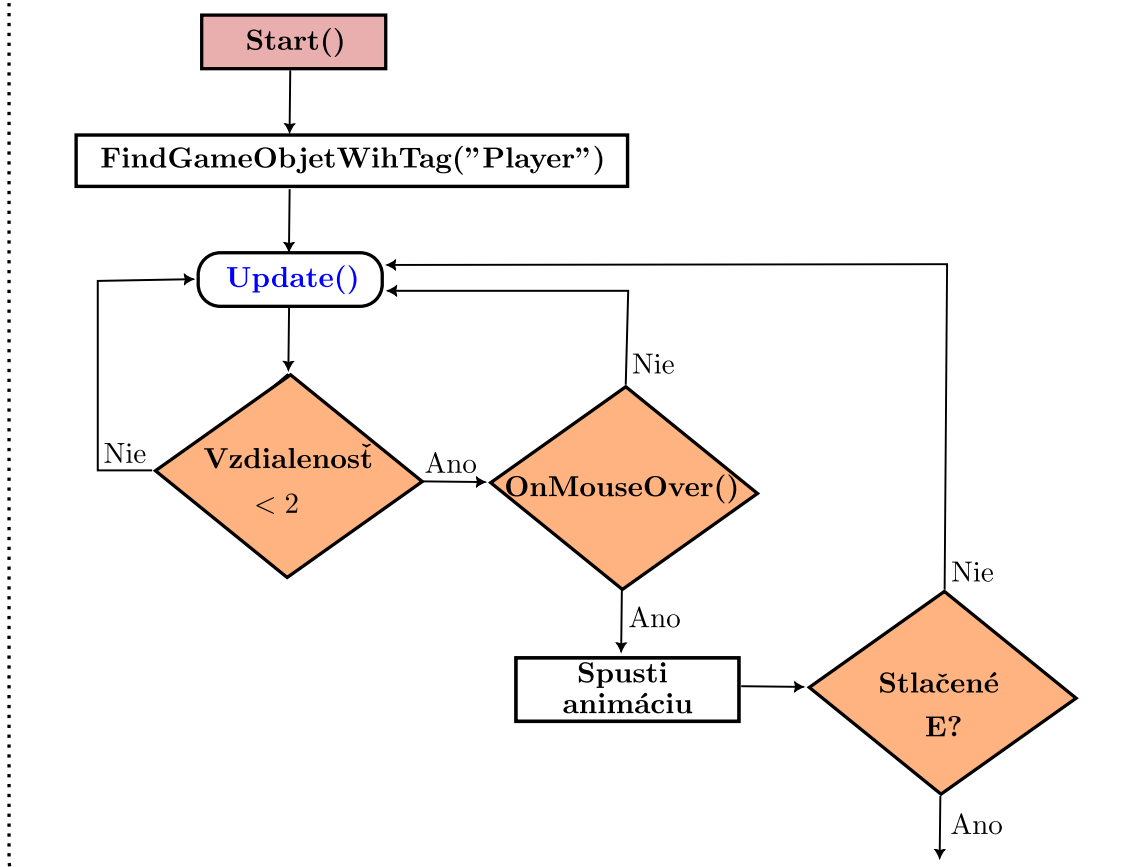 Start()
FindGameObjetWihTag("Player")
Update()
Nie
Nie
Vzdialenosť
< 2
Ano
OnMouseOver()
Nie
Ano
Spusti
animáciu
Stlačené
E?
Ano